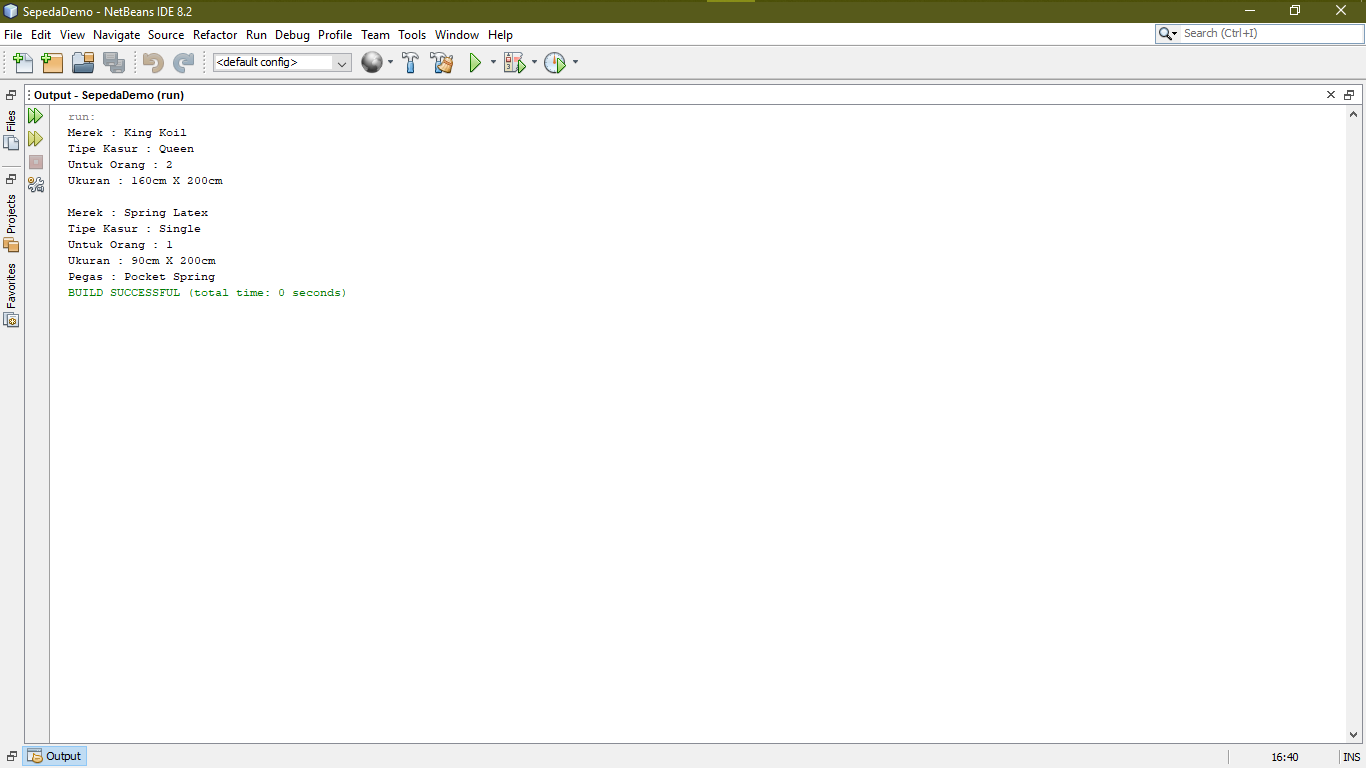 SepedaDemo - NetBeans IDE 8.2
File Edit View Navigate Source Refactor Run Debug Profile Team Tools Window Help
Search (Ctrl+I)
<default config>
Output - SepedaDemo (run)
Files
Projects
Favorites
run:
Merek : King Koil
Tipe Kasur : Queen
Untuk Orang : 2
Ukuran : 160cm X 200cm
Merek : Spring Latex
Tipe Kasur : Single
Untuk Orang : 1
Ukuran : 90cm X 200cm
Pegas : Pocket Spring
BUILD SUCCESSFUL (total time: 0 seconds)
Output
16:40
INS